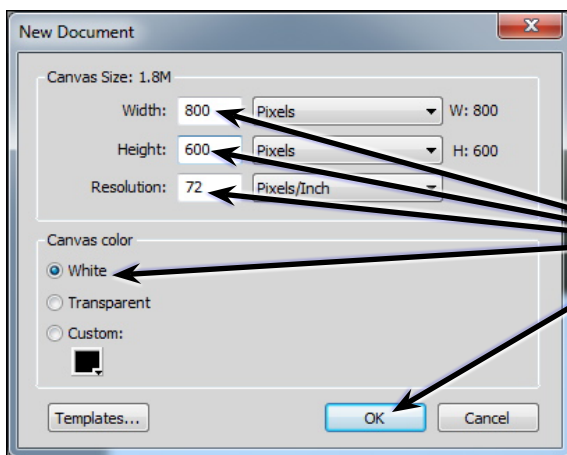 New Document
Canvas Size: 1.8M
Width: 800 Pixels W: 800
Height: 600 Pixels H: 600
Resolution: 72 Pixels/Inch
Canvas color
White
Transparent
Custom:
Templates... OK Cancel